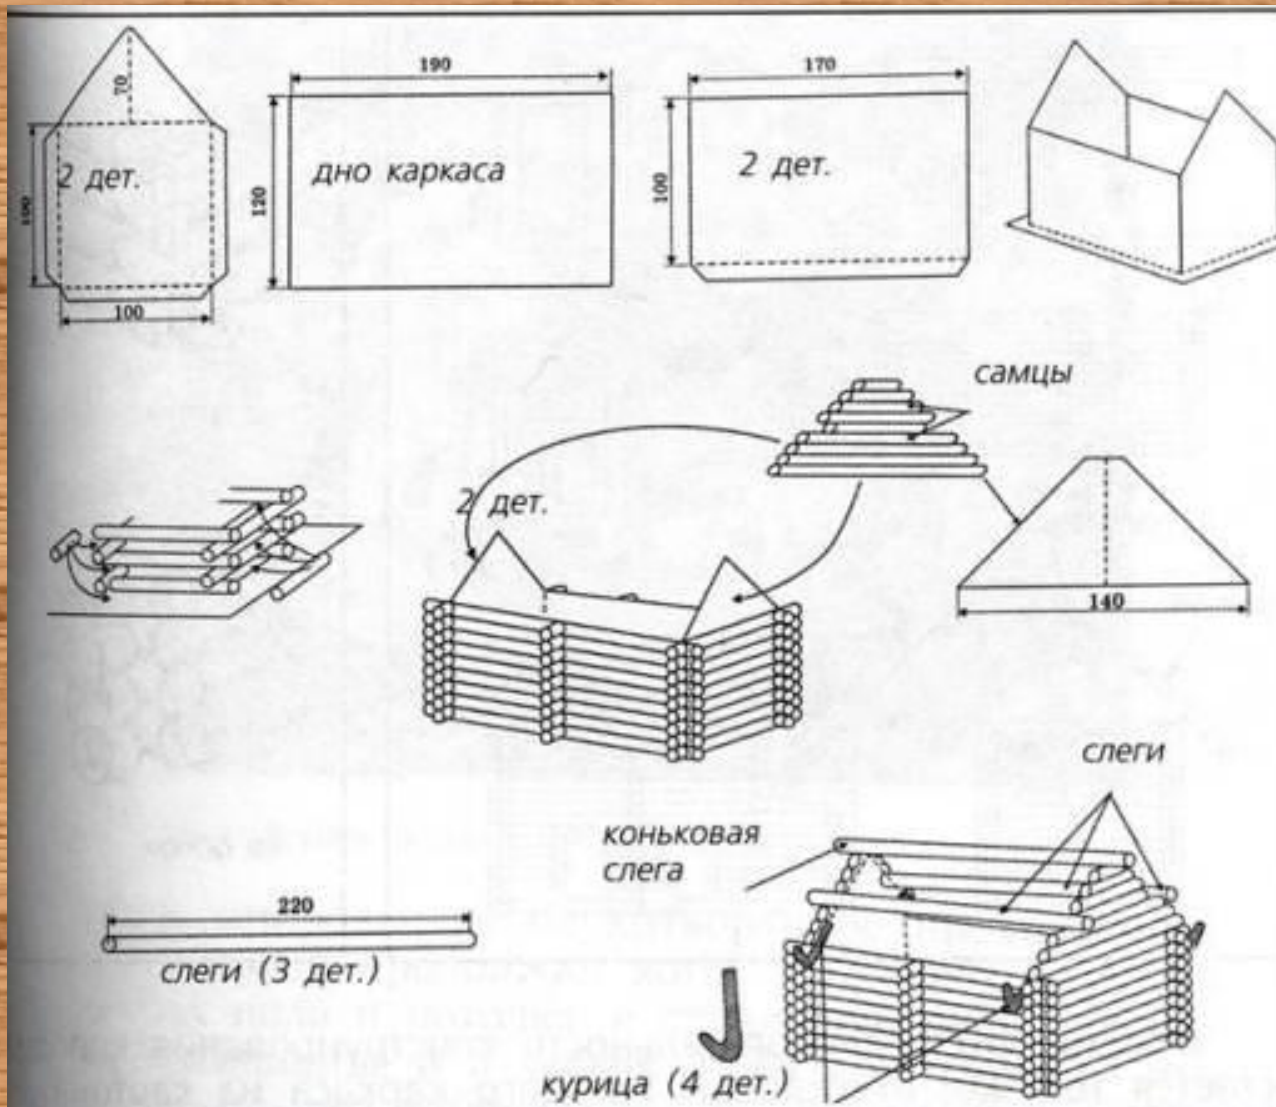 70
190
170
2 дет.
дно каркаса
2 дет.
100
120
100
100
самцы
2 дет.
140
слеги
коньковая
слега
220
слеги (3 дет.)
курица (4 дет.)